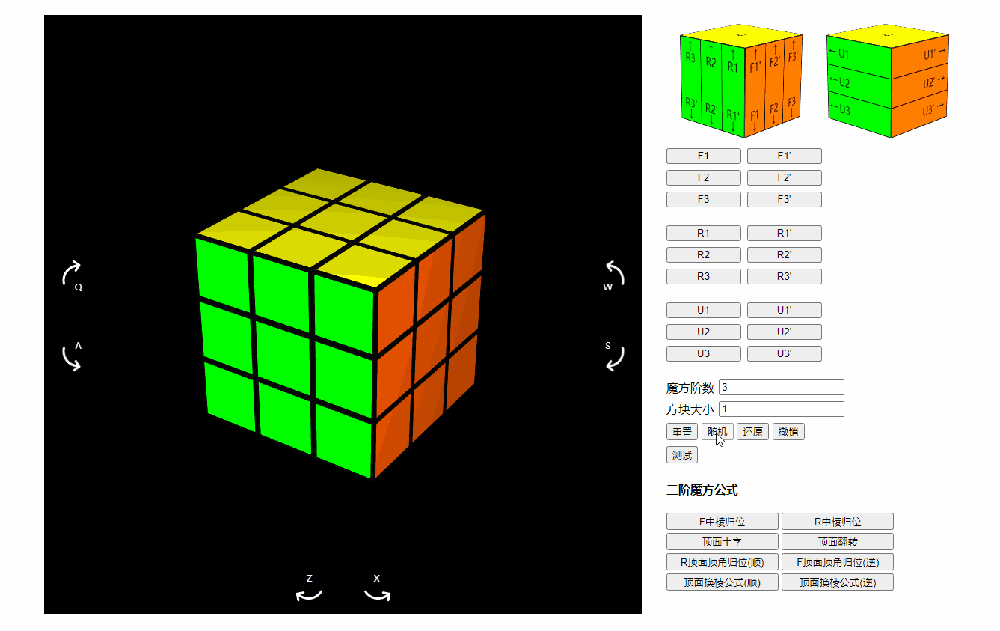 R3 R2 R1 F1' F2' F3'
R3' R2' R1' F1 F2 F3
U1 U1'
U2 U2'
U3 U3'
F1 F1'
F2 F2'
F3 F3'
R1 R1'
R2 R2'
R3 R3'
U1 U1'
U2 U2'
U3 U3'
Q
W
A
S
Z X
魔方阶数 3
方块大小 1
重置 随机 还原 撤销
测试
二阶魔方公式
F中棱归位 R中棱归位
顶面十字 顶面翻转
R顶面顶角归位(顺) F顶面顶角归位(逆)
顶面换棱公式(顺) 顶面换棱公式(逆)